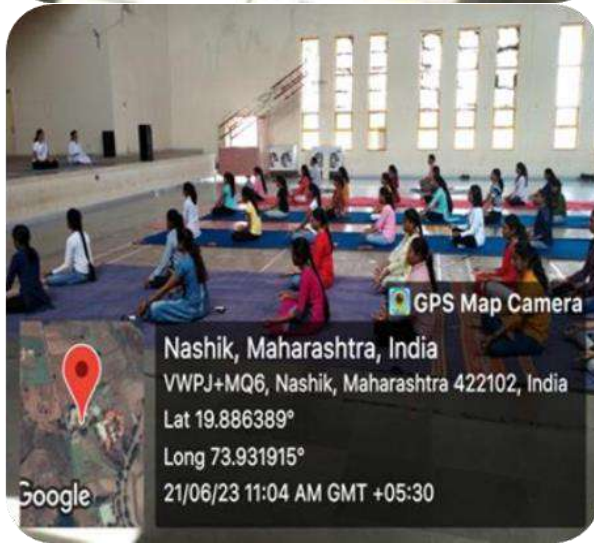 GPS Map Camera
Nashik, Maharashtra, India
VWPJ+MQ6, Nashik, Maharashtra 422102, India
Lat 19.886389°
Long 73.931915°
21/06/23 11:04 AM GMT +05:30
Google